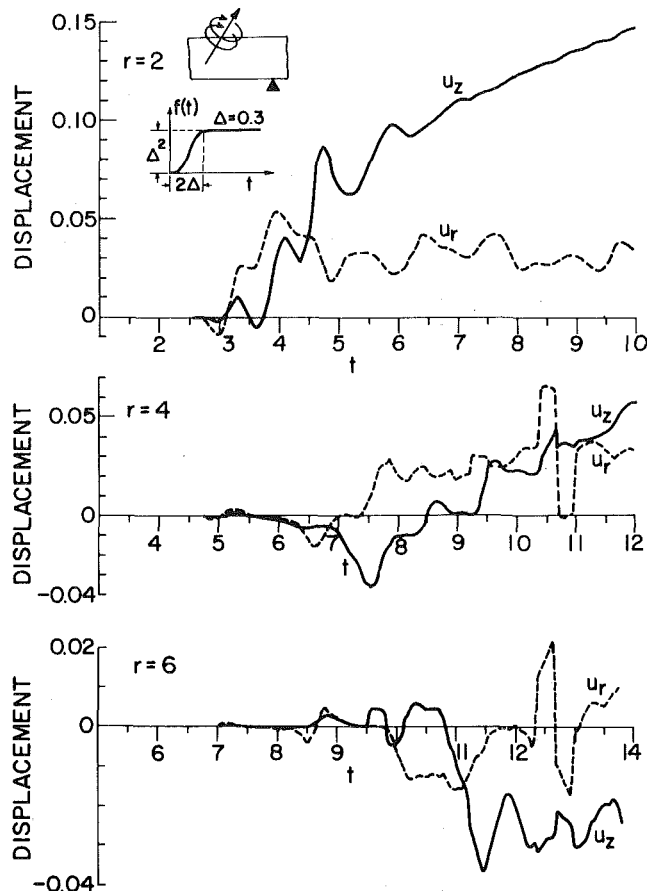 0.15
r = 2
f(t)
Δ = 0.3
Δ²
2Δ
t
u_z
0.10
0.05
u_r
0
DISPLACEMENT
2 3 4 5 6 7 8 9 10
t
r = 4
0.05
u_z
u_r
0
DISPLACEMENT
4 5 6 7 8 9 10 11 12
t
-0.04
0.02
r = 6
u_r
0
DISPLACEMENT
6 7 8 9 11 12 14
t
u_z
-0.04